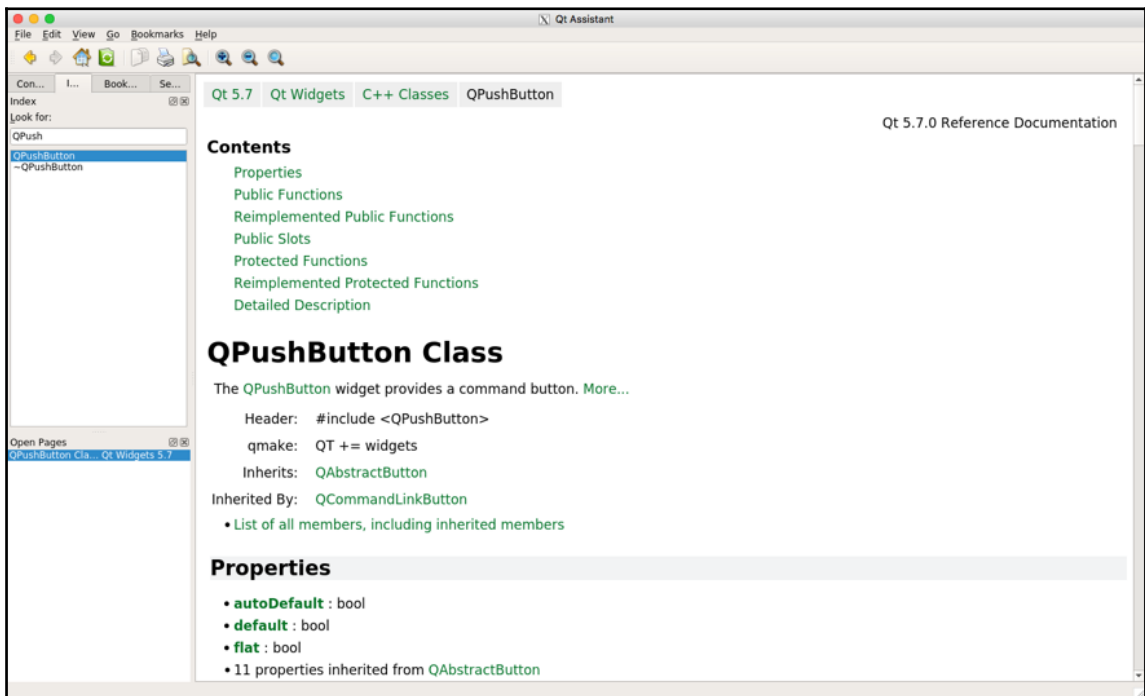 Qt Assistant
File Edit View Go Bookmarks Help
Con... I... Book... Se...
Index
Look for:
QPush
QPushButton
~QPushButton
Open Pages
QPushButton Cla... Qt Widgets 5.7
Qt 5.7 Qt Widgets C++ Classes QPushButton
Qt 5.7.0 Reference Documentation
Contents
Properties
Public Functions
Reimplemented Public Functions
Public Slots
Protected Functions
Reimplemented Protected Functions
Detailed Description
QPushButton Class
The QPushButton widget provides a command button. More...
Header: #include <QPushButton>
qmake: QT += widgets
Inherits: QAbstractButton
Inherited By: QCommandLinkButton
• List of all members, including inherited members
Properties
• autoDefault : bool
• default : bool
• flat : bool
• 11 properties inherited from QAbstractButton